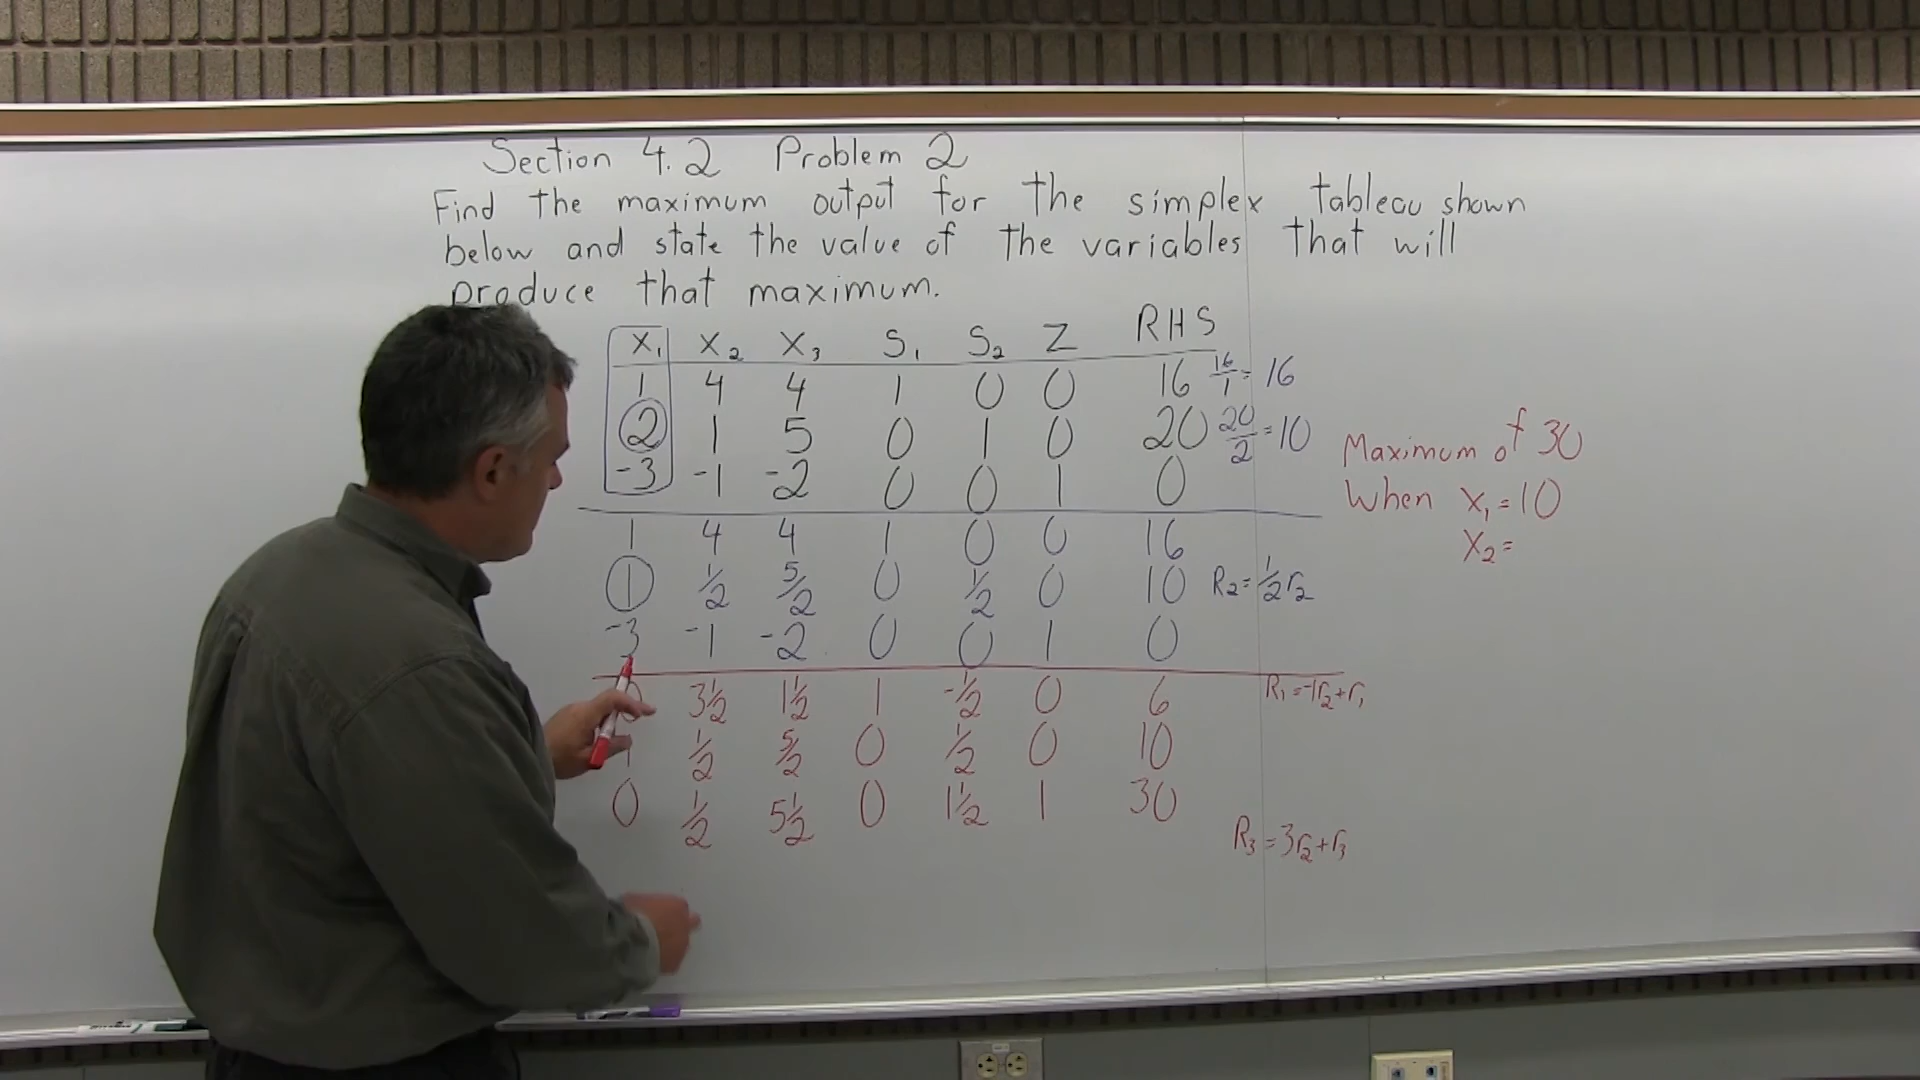 Section 4.2 Problem 2
Find the maximum output for the simplex tableau shown
below and state the value of the variables that will
produce that maximum.
X₁ X₂ X₃ S₁ S₂ Z RHS
1 4 4 1 0 0 16 16/1 = 16
2 1 5 0 1 0 20 20/2 = 10
-3 -1 -2 0 0 1 0
Maximum of 30
When X₁ = 10
X₂ =
1 4 4 1 0 0 16
1 1/2 5/2 0 1/2 0 10 R₂ = 1/2 r₂
-3 -1 -2 0 0 1 0
0 3 1/2 1 1/2 1 -1/2 0 6 R₁ = -1r₂ + r₁
1 1/2 5/2 0 1/2 0 10
0 1/2 5 1/2 0 1 1/2 1 30
R₃ = 3r₂ + r₃